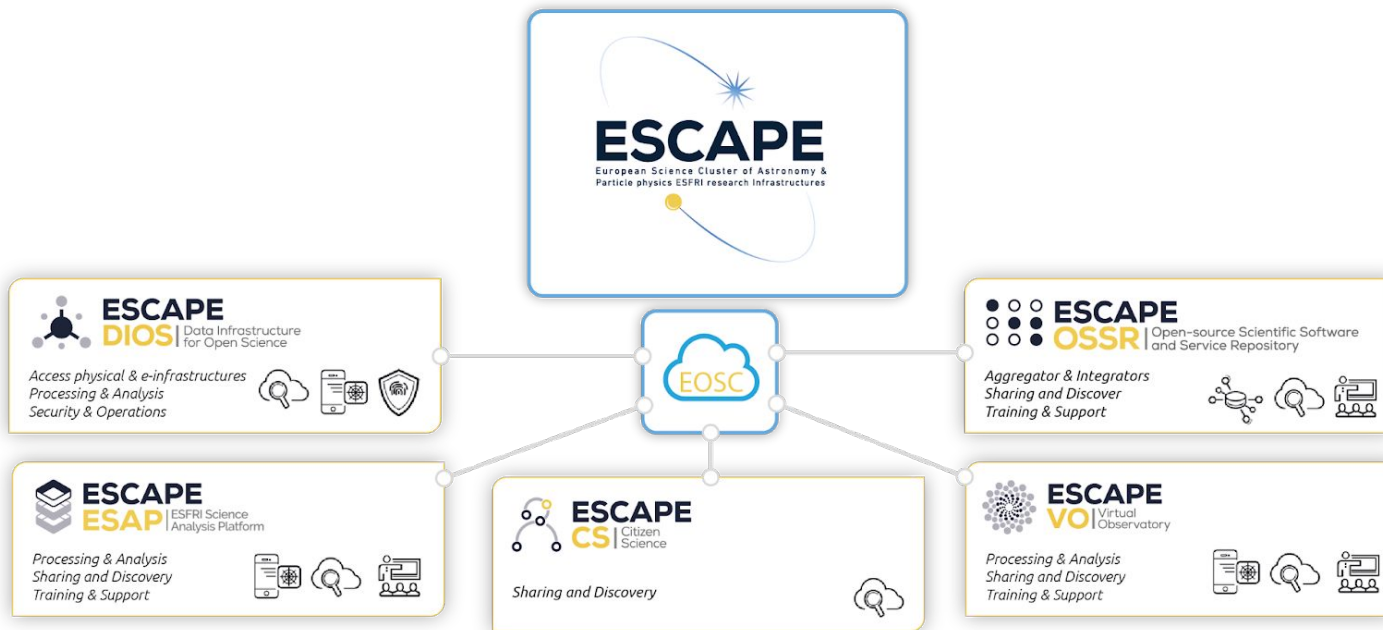 ESCAPE
European Science Cluster of Astronomy &
Particle physics ESFRI research Infrastructures
EOSC
ESCAPE
DIOS | Data Infrastructure
for Open Science
Access physical & e-infrastructures
Processing & Analysis
Security & Operations
ESCAPE
OSSR | Open-source Scientific Software
and Service Repository
Aggregator & Integrators
Sharing and Discover
Training & Support
ESCAPE
ESAP | ESFRI Science
Analysis Platform
Processing & Analysis
Sharing and Discovery
Training & Support
ESCAPE
CS | Citizen
Science
Sharing and Discovery
ESCAPE
VO | Virtual
Observatory
Processing & Analysis
Sharing and Discovery
Training & Support